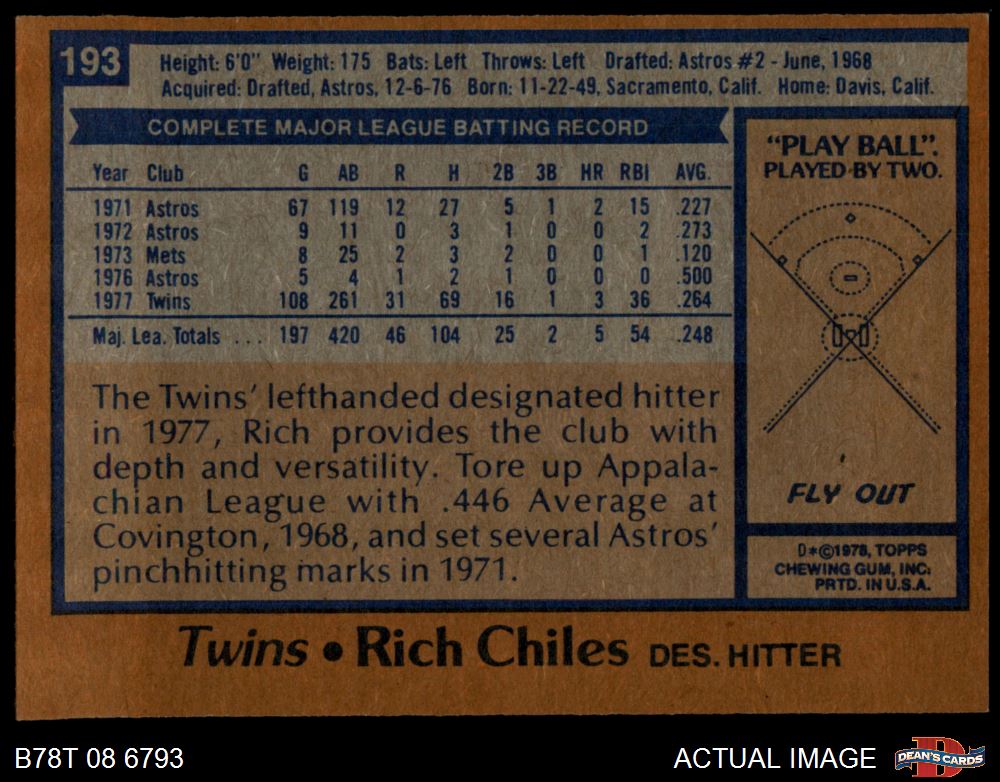 193
Height: 6'0" Weight: 175 Bats: Left Throws: Left Drafted: Astros #2 - June, 1968
Acquired: Drafted, Astros, 12-6-76 Born: 11-22-49, Sacramento, Calif. Home: Davis, Calif.
COMPLETE MAJOR LEAGUE BATTING RECORD
Year Club G AB R H 2B 3B HR RBI AVG.
1971 Astros 67 119 12 27 5 1 2 15 .227
1972 Astros 9 11 0 3 1 0 0 2 .273
1973 Mets 8 25 2 3 2 0 0 1 .120
1976 Astros 5 4 1 2 1 0 0 0 .500
1977 Twins 108 261 31 69 16 1 3 36 .264
Maj. Lea. Totals ... 197 420 46 104 25 2 5 54 .248
The Twins' lefthanded designated hitter
in 1977, Rich provides the club with
depth and versatility. Tore up Appala-
chian League with .446 Average at
Covington, 1968, and set several Astros'
pinchhitting marks in 1971.
"PLAY BALL".
PLAYED BY TWO.
FLY OUT
D*©1978, TOPPS
CHEWING GUM, INC.
PRTD. IN U.S.A.
Twins • Rich Chiles DES. HITTER
B78T 08 6793
ACTUAL IMAGE
D
DEAN'S CARDS